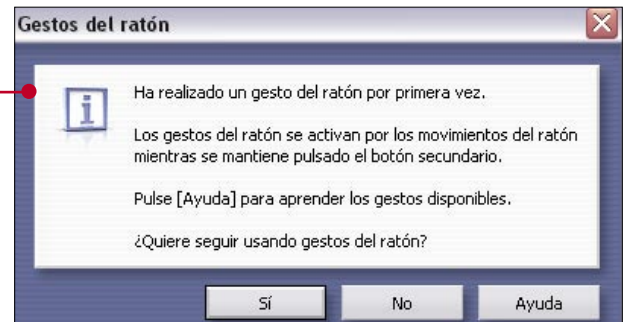 Gestos del ratón
Ha realizado un gesto del ratón por primera vez.
Los gestos del ratón se activan por los movimientos del ratón
mientras se mantiene pulsado el botón secundario.
Pulse [Ayuda] para aprender los gestos disponibles.
¿Quiere seguir usando gestos del ratón?
Sí No Ayuda